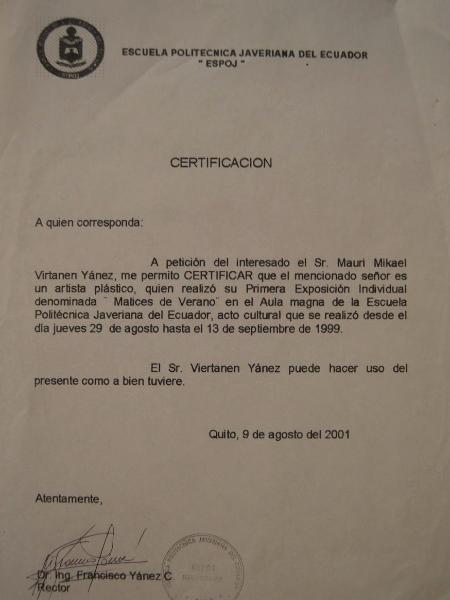 ESPOJ
ESCUELA POLITECNICA JAVERIANA DEL ECUADOR
" ESPOJ "
CERTIFICACION
A quien corresponda:
A petición del interesado el Sr. Mauri Mikael
Virtanen Yánez, me permito CERTIFICAR que el mencionado señor es
un artista plástico, quien realizó su Primera Exposición Individual
denominada ¨ Matices de Verano¨ en el Aula magna de la Escuela
Politécnica Javeriana del Ecuador, acto cultural que se realizó desde el
día jueves 29 de agosto hasta el 13 de septiembre de 1999.
El Sr. Viertanen Yánez puede hacer uso del
presente como a bien tuviere.
Quito, 9 de agosto del 2001
Atentamente,
Dr. Ing. Francisco Yánez C.
Rector